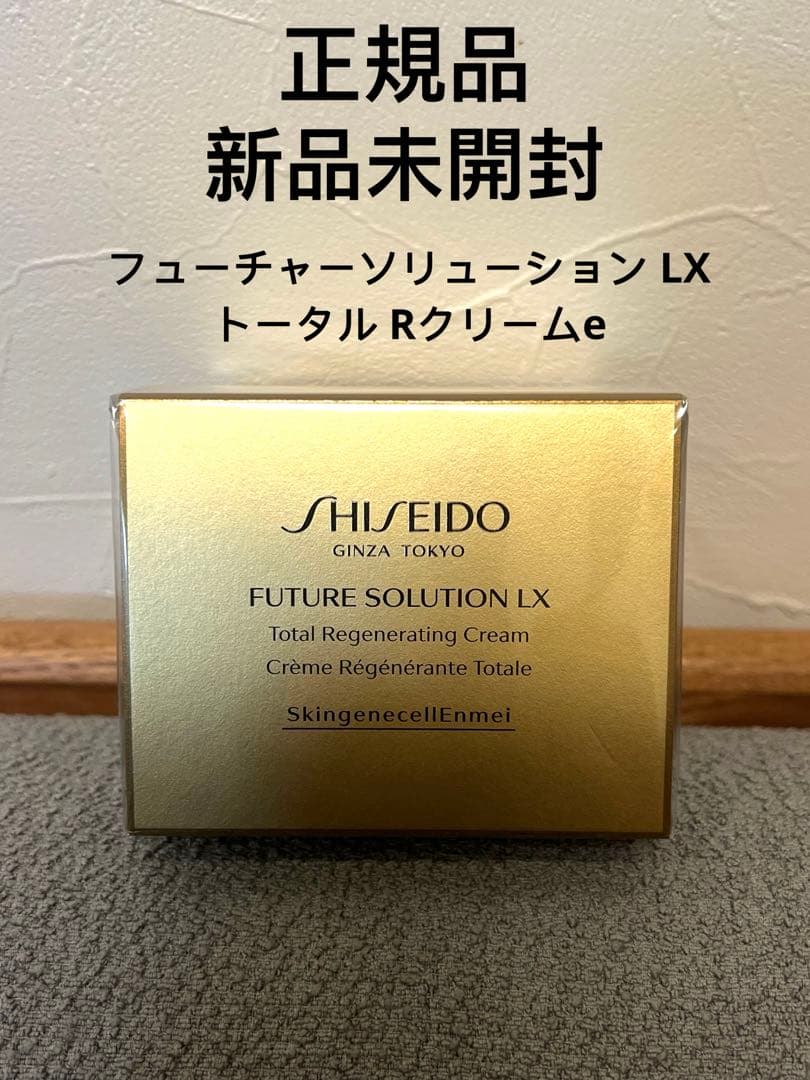 正規品
新品未開封
フューチャーソリューション LX
トータル Rクリームe
SHISEIDO
GINZA TOKYO
FUTURE SOLUTION LX
Total Regenerating Cream
Crème Régénérante Totale
SkingenecellEnmei